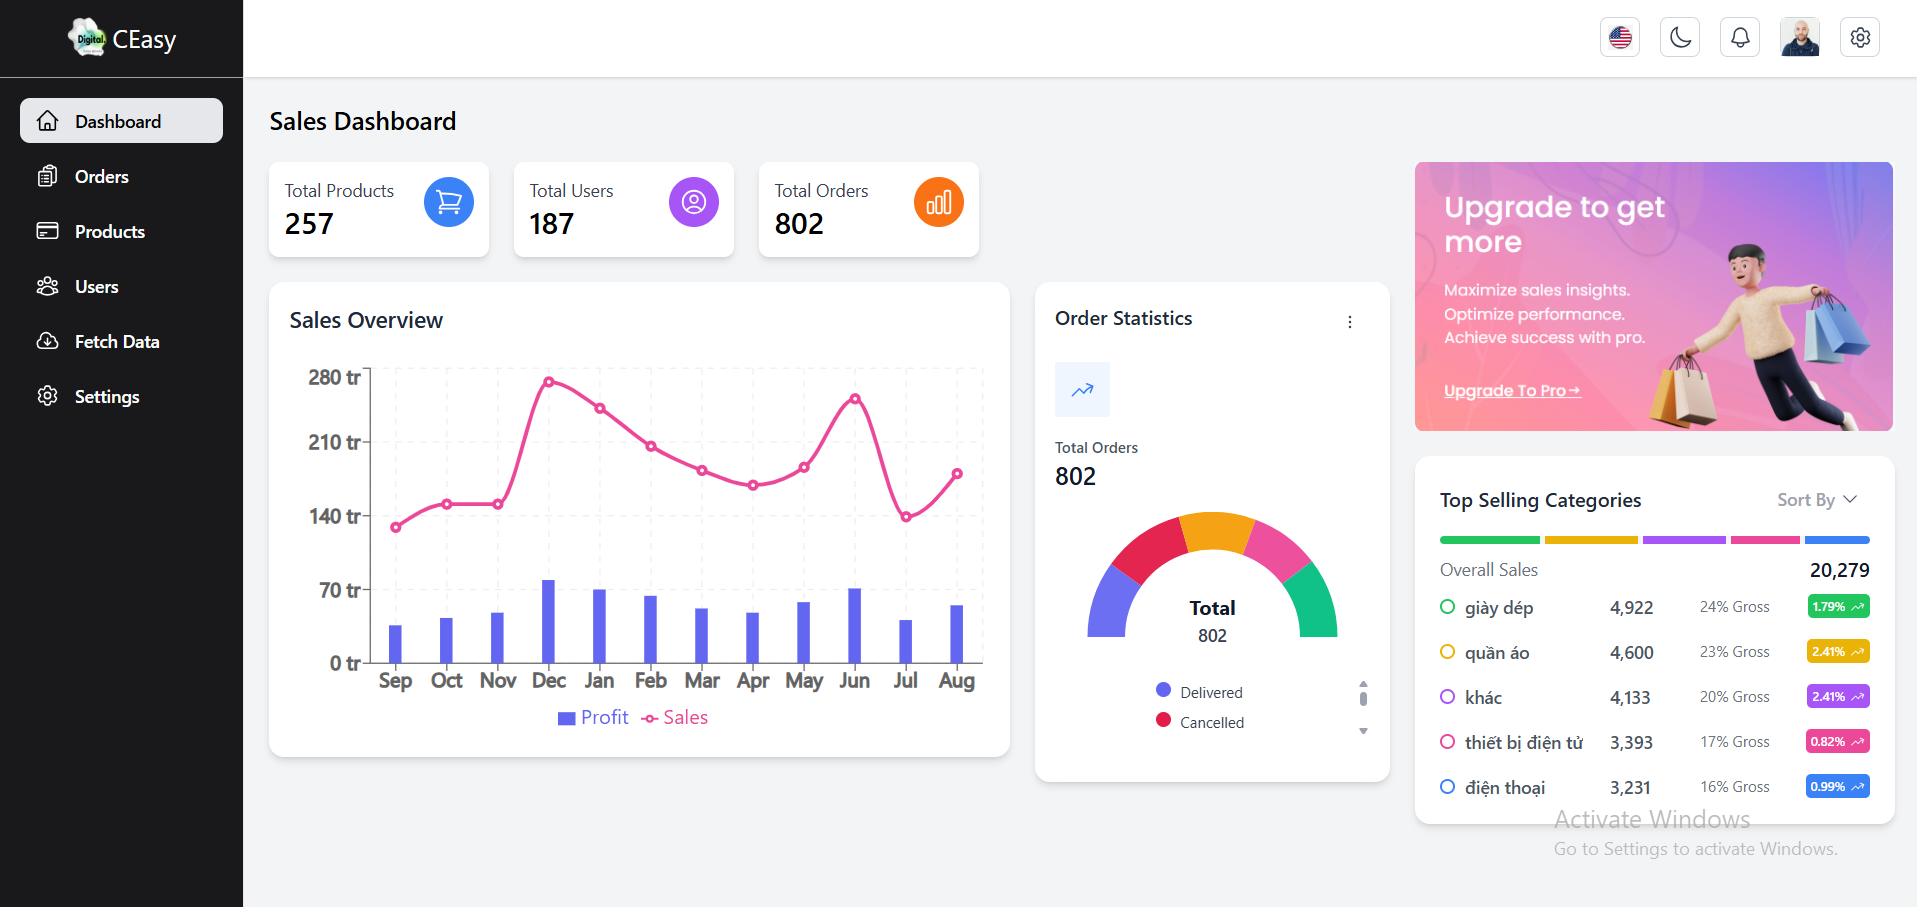 Digital
CEasy
Dashboard
Orders
Products
Users
Fetch Data
Settings
Sales Dashboard
Total Products
257
Total Users
187
Total Orders
802
Sales Overview
280 tr
210 tr
140 tr
70 tr
0 tr
Sep Oct Nov Dec Jan Feb Mar Apr May Jun Jul Aug
Profit Sales
Order Statistics
Total Orders
802
Total
802
Delivered
Cancelled
Upgrade to get
more
Maximize sales insights.
Optimize performance.
Achieve success with pro.
Upgrade To Pro→
Top Selling Categories Sort By
Overall Sales 20,279
giày dép 4,922 24% Gross 1.79%
quần áo 4,600 23% Gross 2.41%
khác 4,133 20% Gross 2.41%
thiết bị điện tử 3,393 17% Gross 0.82%
điện thoại 3,231 16% Gross 0.99%
Activate Windows
Go to Settings to activate Windows.